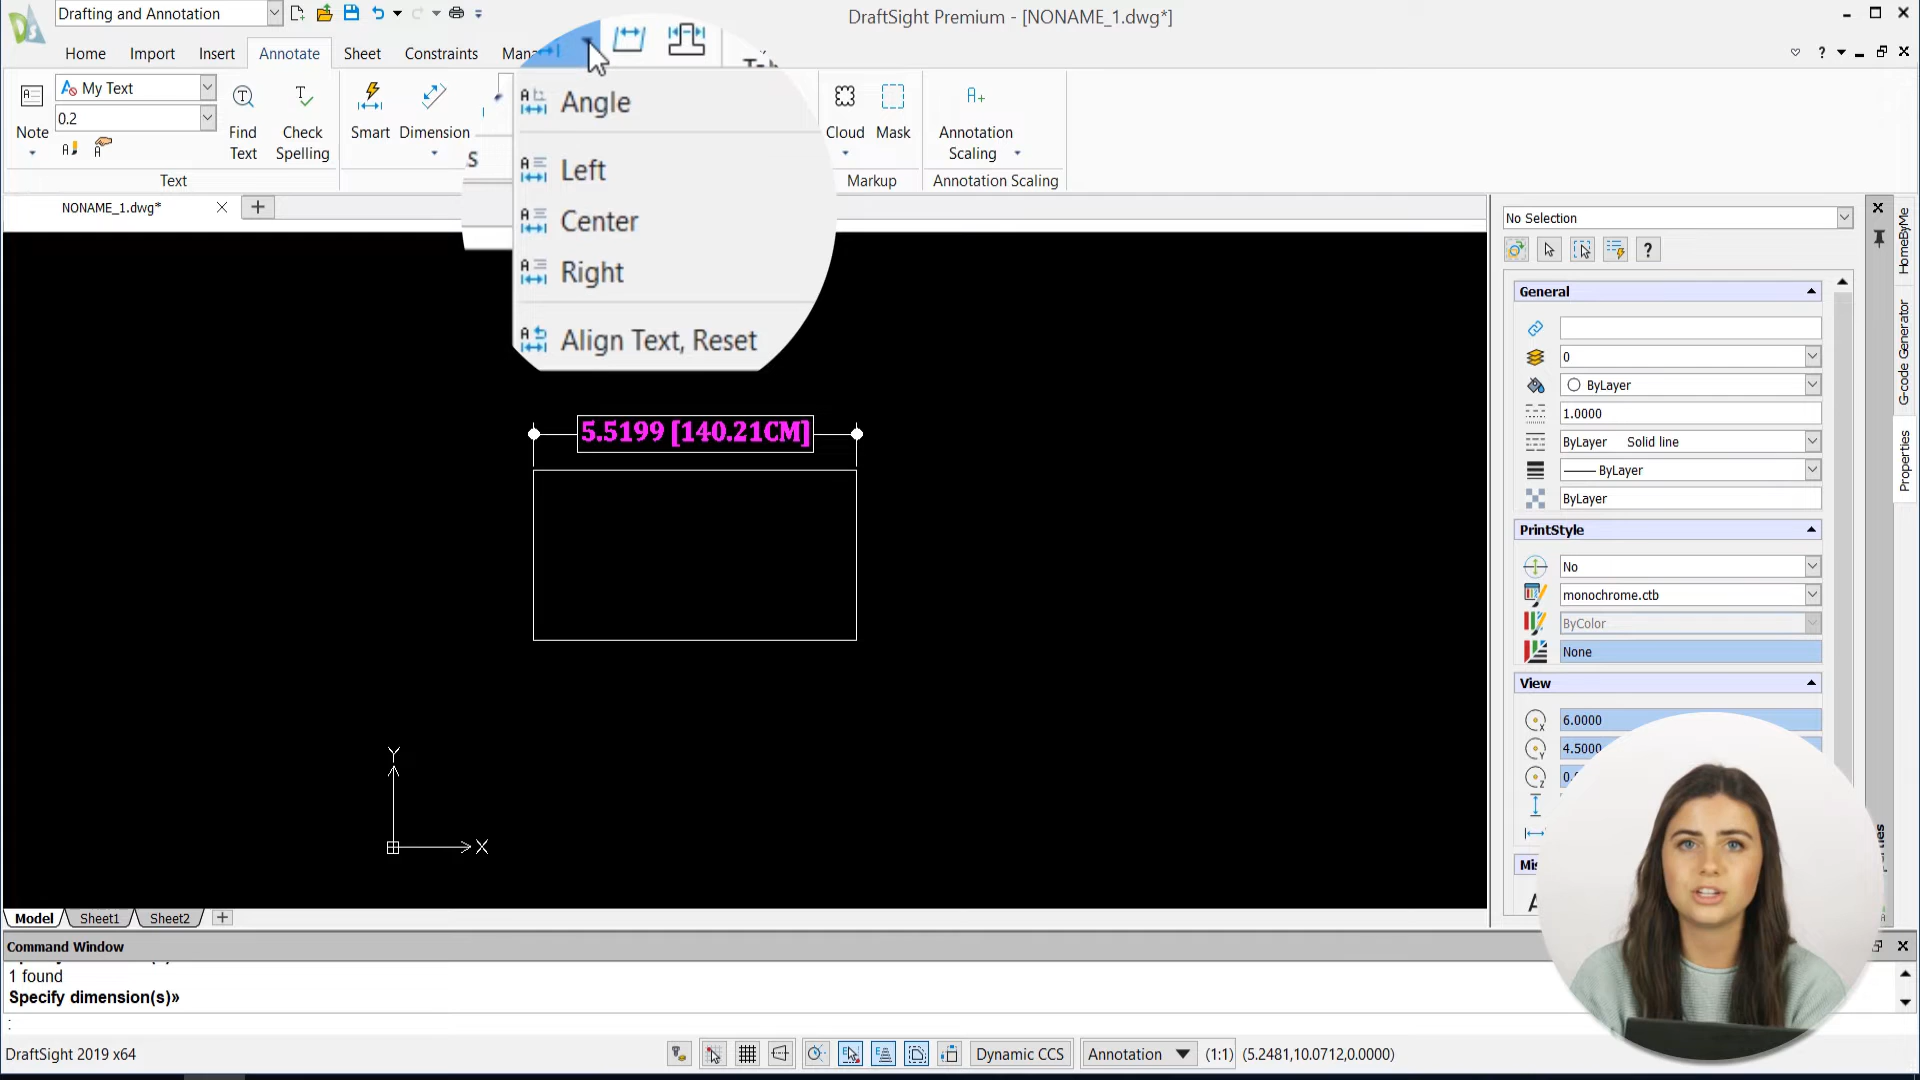 Drafting and Annotation
DraftSight Premium - [NONAME_1.dwg*]
Home
Import
Insert
Annotate
Sheet
Constraints
Note
My Text
0.2
Find
Text
Check
Spelling
Text
Smart
Dimension
Angle
Left
Center
Right
Align Text, Reset
Cloud
Mask
Markup
A+
Annotation
Scaling
Annotation Scaling
NONAME_1.dwg*
5.5199 [140.21CM]
Y
X
No Selection
General
0
ByLayer
1.0000
ByLayer Solid line
ByLayer
ByLayer
PrintStyle
No
monochrome.ctb
ByColor
None
View
6.0000
4.5000
HomeByMe
G-code Generator
Properties
Model
Sheet1
Sheet2
Command Window
1 found
Specify dimension(s)»
:
DraftSight 2019 x64
Dynamic CCS
Annotation
(1:1)
(5.2481,10.0712,0.0000)